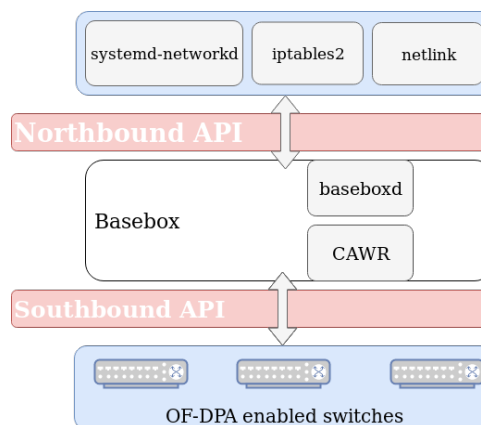 systemd-networkd iptables2 netlink
Northbound API
baseboxd
Basebox
CAWR
Southbound API
OF-DPA enabled switches